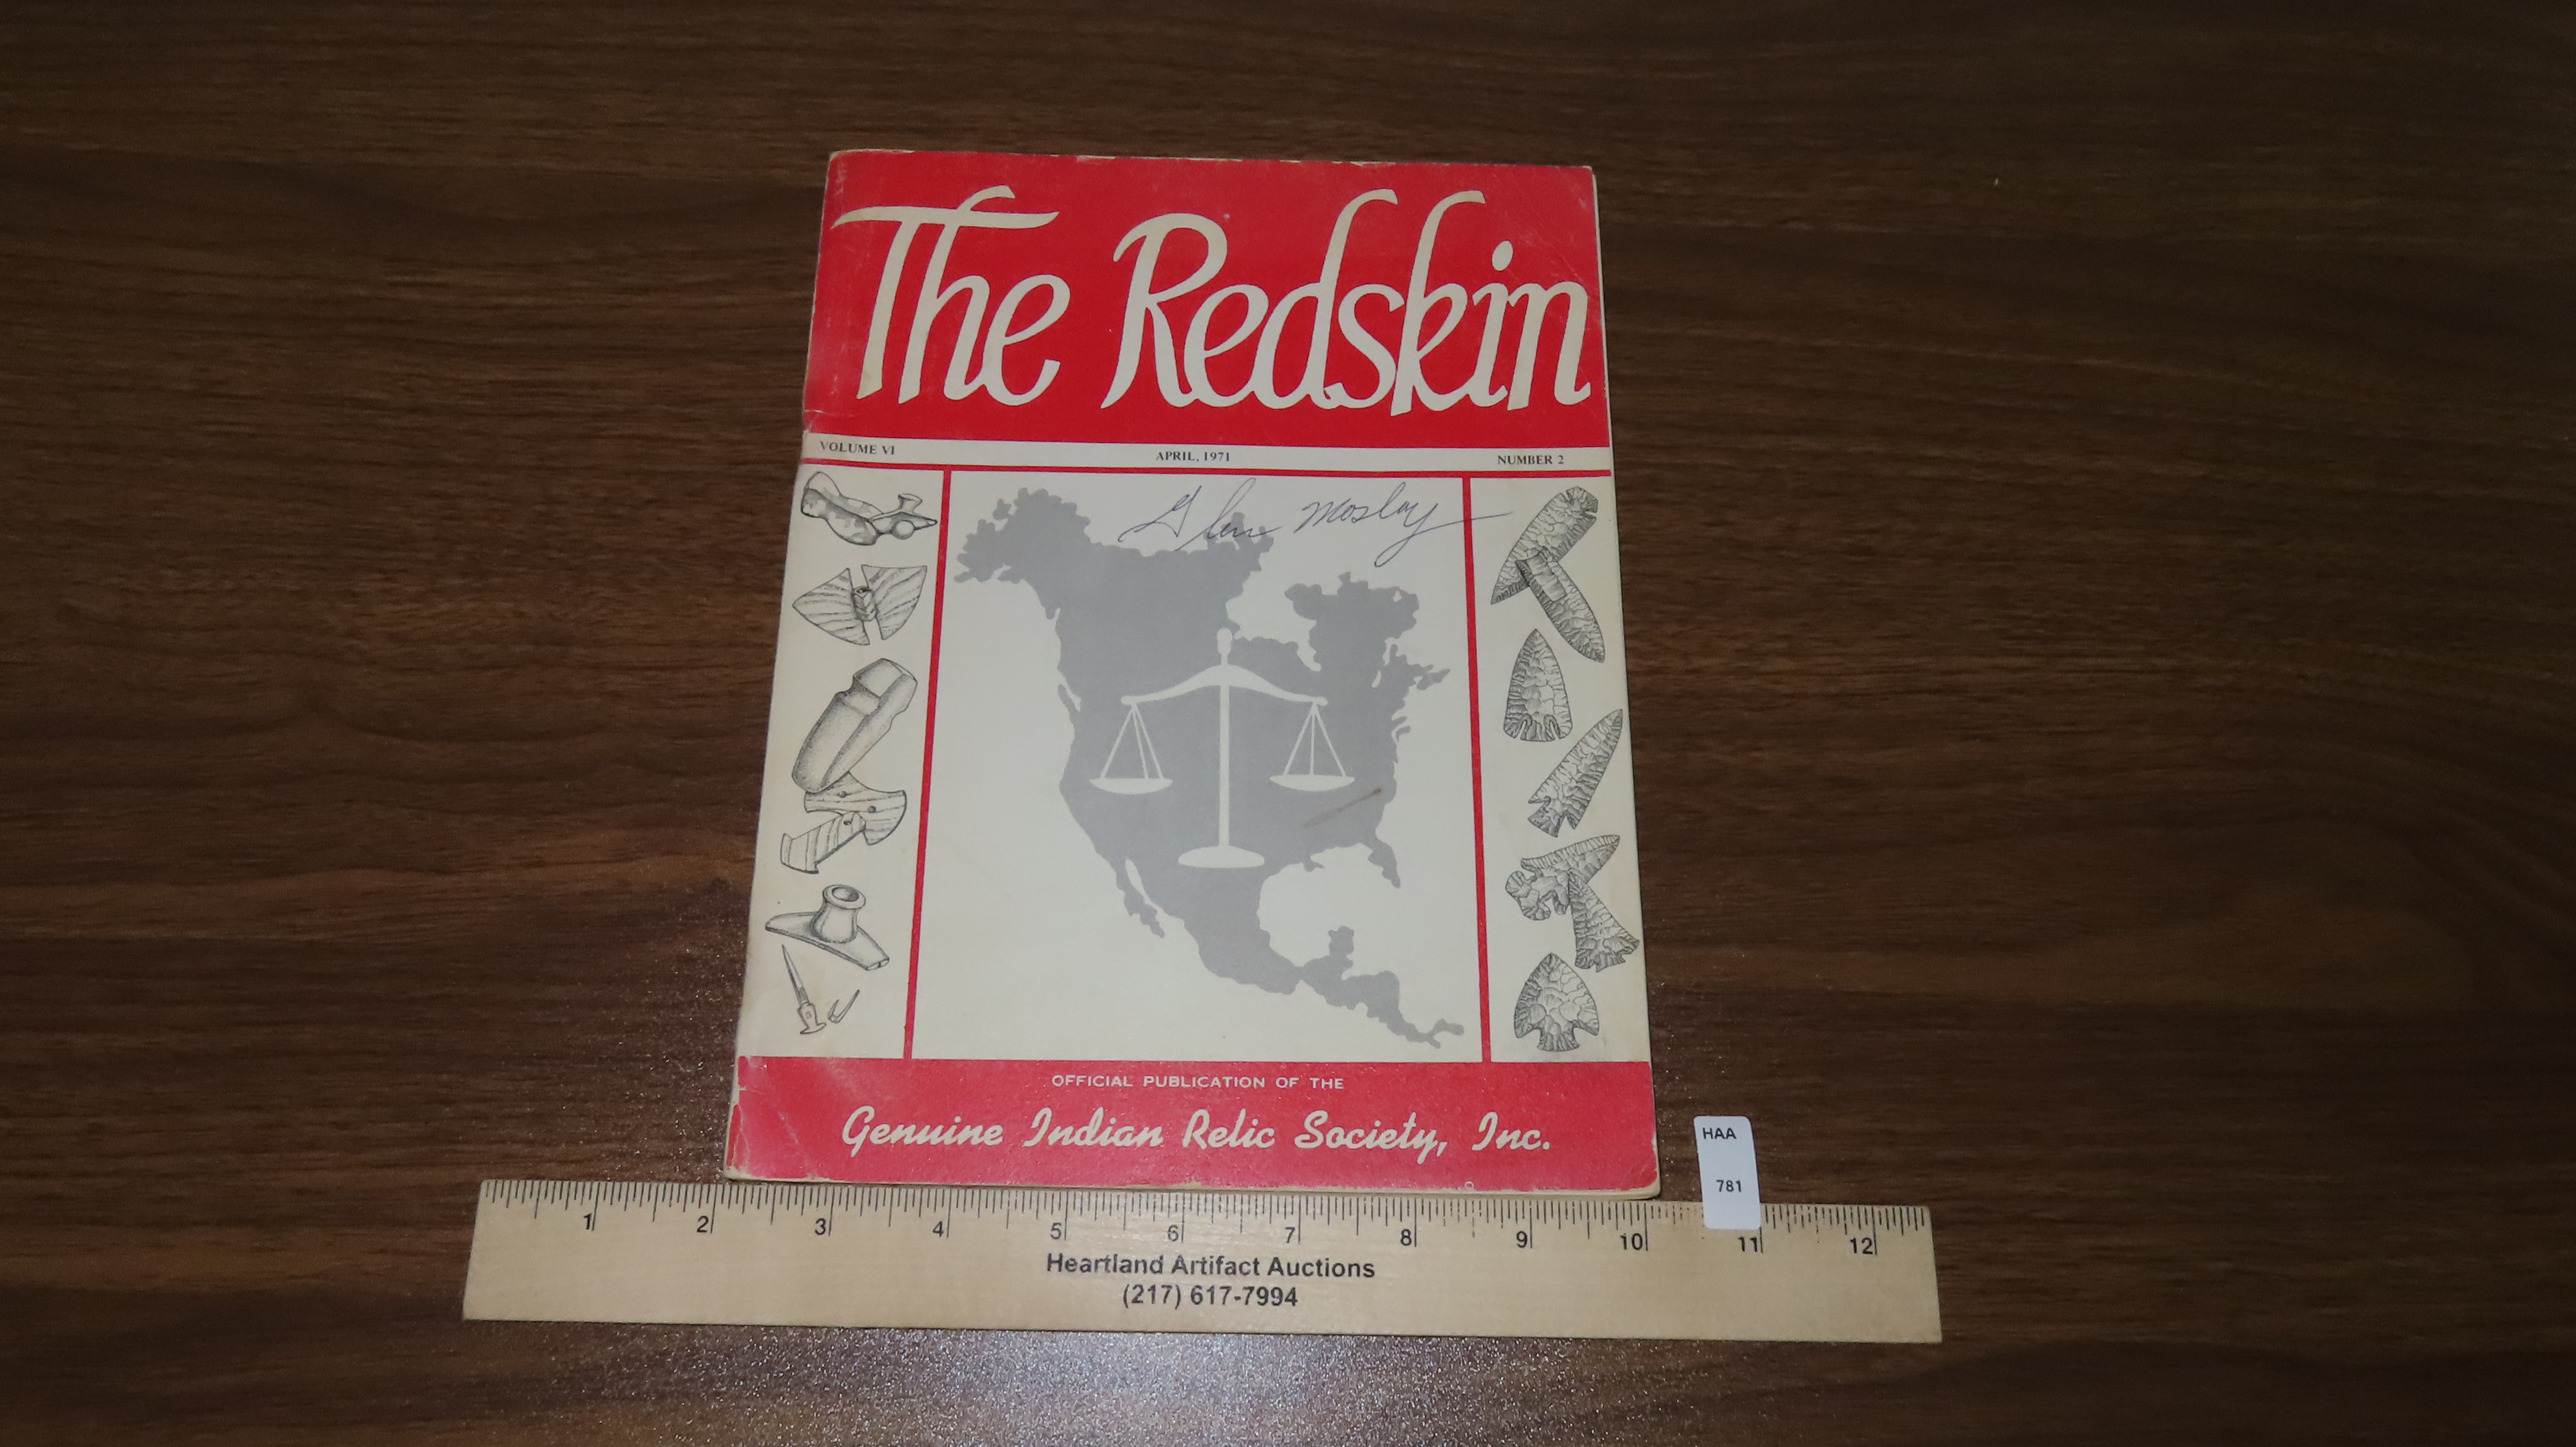 The Redskin
VOLUME VI APRIL, 1971 NUMBER 2
Glen Mosley
OFFICIAL PUBLICATION OF THE
Genuine Indian Relic Society, Inc.
HAA
781
1 2 3 4 5 6 7 8 9 10 11 12
Heartland Artifact Auctions
(217) 617-7994